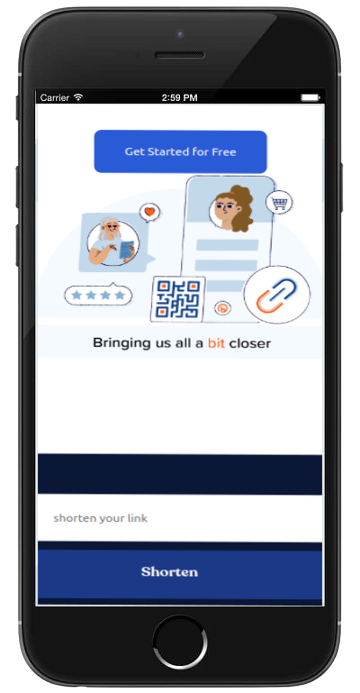 Carrier 2:59 PM
Get Started for Free
Bringing us all a bit closer
shorten your link
Shorten